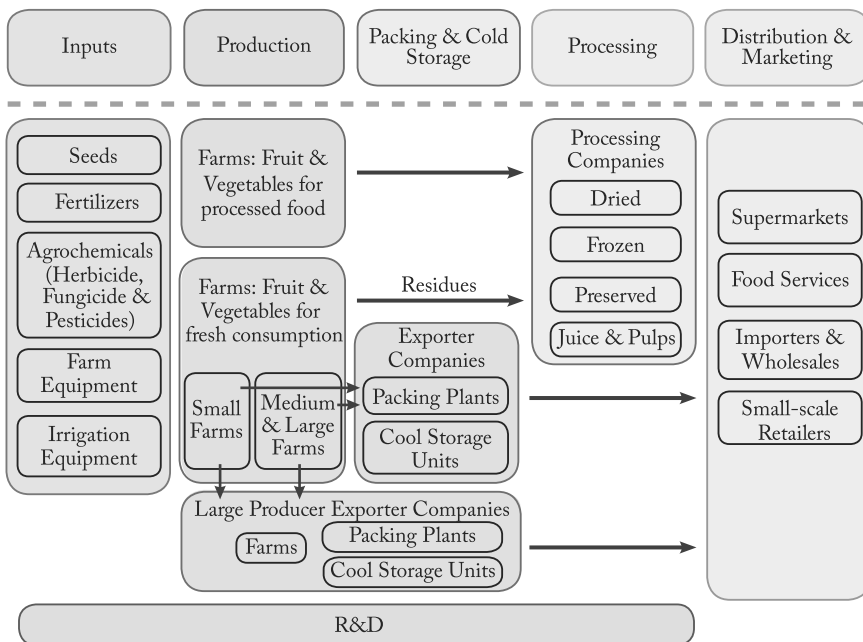 Inputs
Production
Packing & Cold
Storage
Processing
Distribution &
Marketing
Seeds
Fertilizers
Agrochemicals
(Herbicide,
Fungicide &
Pesticides)
Farm
Equipment
Irrigation
Equipment
Farms: Fruit &
Vegetables for
processed food
Farms: Fruit &
Vegetables for
fresh consumption
Small
Farms
Medium
& Large
Farms
Residues
Exporter
Companies
Packing Plants
Cool Storage
Units
Large Producer Exporter Companies
Farms
Packing Plants
Cool Storage Units
Processing
Companies
Dried
Frozen
Preserved
Juice & Pulps
Supermarkets
Food Services
Importers &
Wholesales
Small-scale
Retailers
R&D